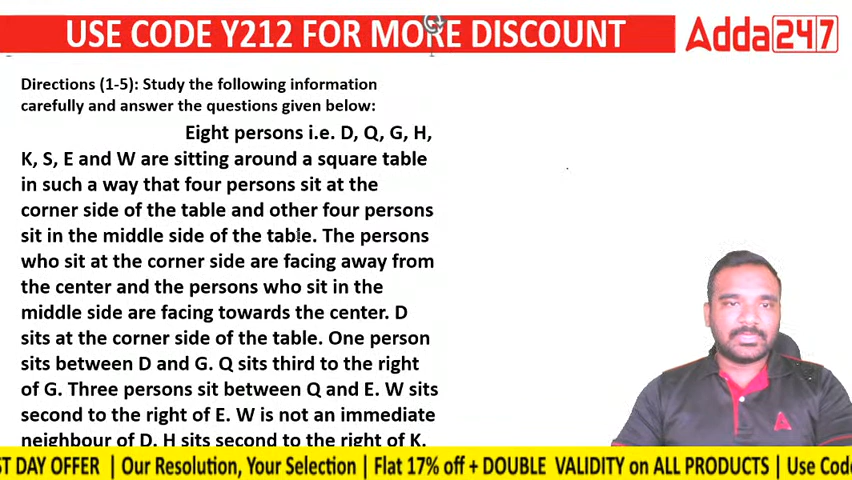 USE CODE Y212 FOR MORE DISCOUNT
Adda247
Directions (1-5): Study the following information
carefully and answer the questions given below:
Eight persons i.e. D, Q, G, H,
K, S, E and W are sitting around a square table
in such a way that four persons sit at the
corner side of the table and other four persons
sit in the middle side of the table. The persons
who sit at the corner side are facing away from
the center and the persons who sit in the
middle side are facing towards the center. D
sits at the corner side of the table. One person
sits between D and G. Q sits third to the right
of G. Three persons sit between Q and E. W sits
second to the right of E. W is not an immediate
neighbour of D. H sits second to the right of K.
ST DAY OFFER | Our Resolution, Your Selection | Flat 17% off + DOUBLE VALIDITY on ALL PRODUCTS | Use Code